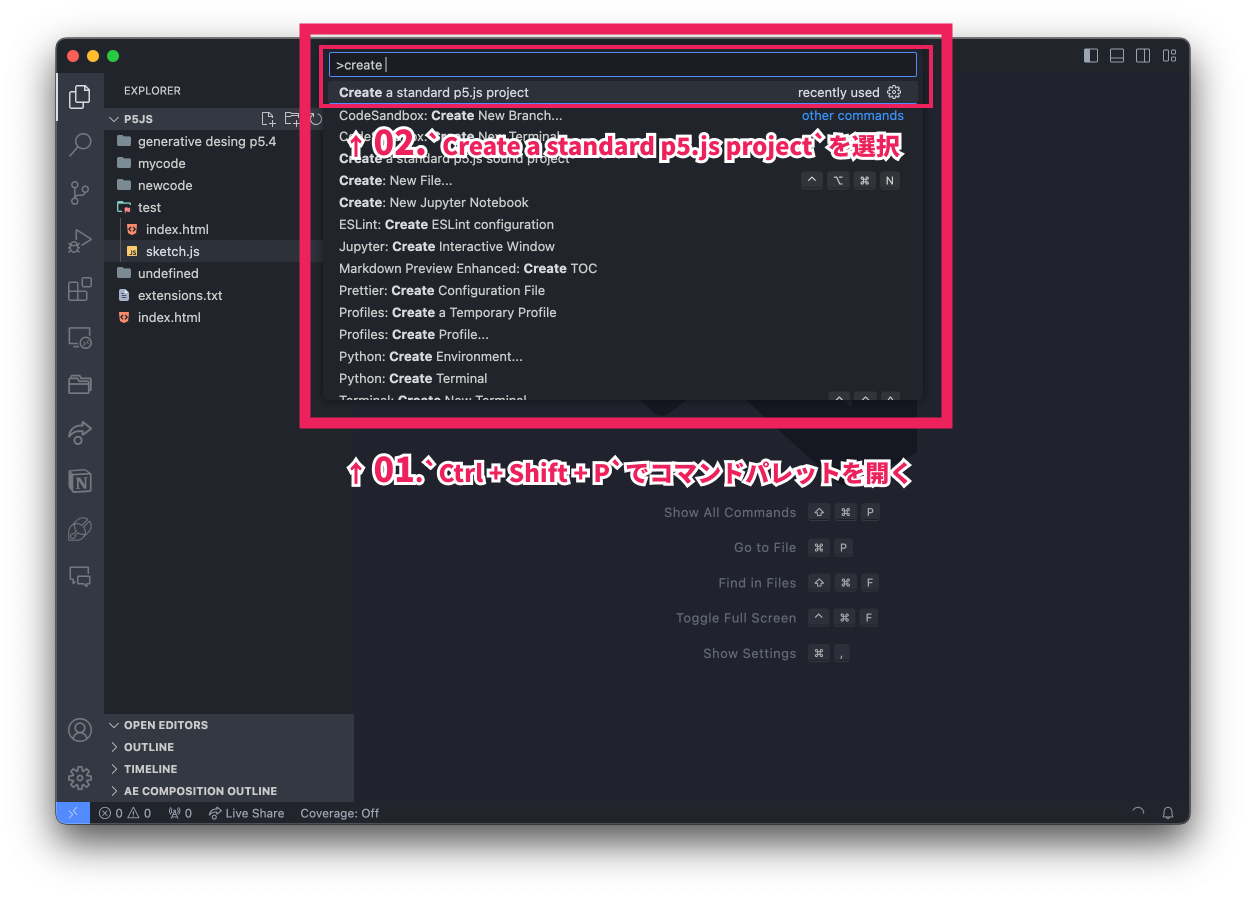 >create
EXPLORER
Create a standard p5.js project recently used
P5JS
CodeSandbox: Create New Branch... other commands
generative desing p5.4
CodeSandbox: Create New Terminal
↑ 02.`Create a standard p5.js project`を選択
Create a standard p5.js sound project
mycode
Create: New File... ^ ⌥ ⌘ N
newcode
Create: New Jupyter Notebook
test
ESLint: Create ESLint configuration
index.html
Jupyter: Create Interactive Window
sketch.js
Markdown Preview Enhanced: Create TOC
undefined
Prettier: Create Configuration File
extensions.txt
Profiles: Create a Temporary Profile
index.html
Profiles: Create Profile...
Python: Create Environment...
Python: Create Terminal
Terminal: Create New Terminal
↑ 01.`Ctrl + Shift + P`でコマンドパレットを開く
Show All Commands ⇧ ⌘ P
Go to File ⌘ P
Find in Files ⇧ ⌘ F
Toggle Full Screen ^ ⌘ F
Show Settings ⌘ ,
OPEN EDITORS
OUTLINE
TIMELINE
AE COMPOSITION OUTLINE
0 0 0 Live Share Coverage: Off